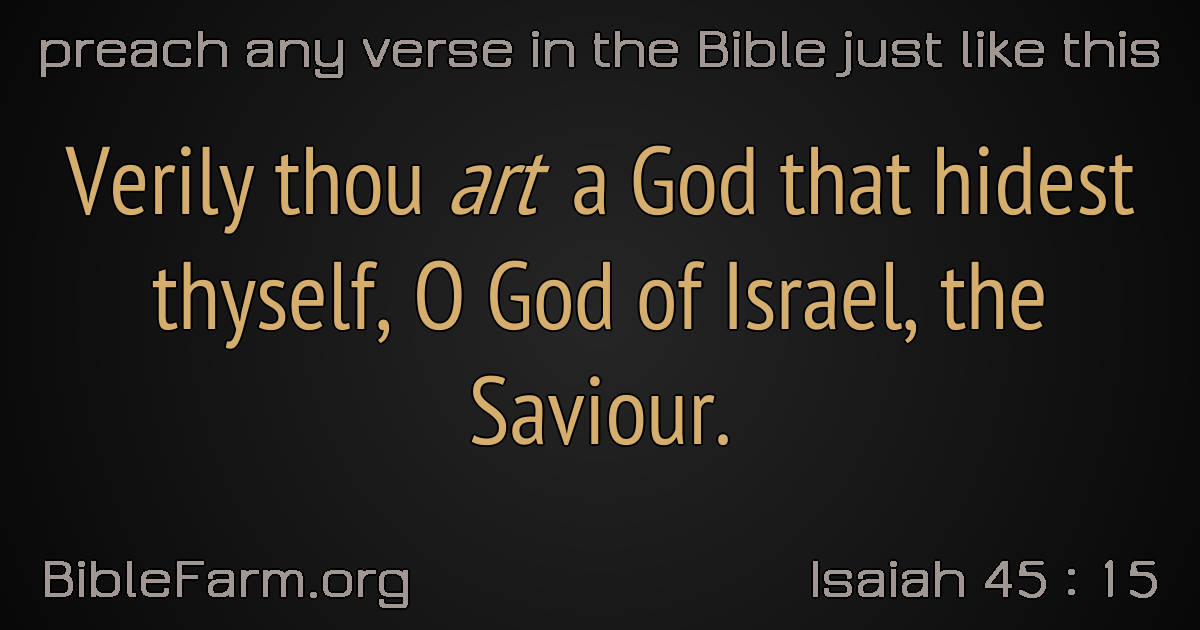 preach any verse in the Bible just like this
Verily thou art a God that hidest
thyself, O God of Israel, the
Saviour.
BibleFarm.org
Isaiah 45 : 15